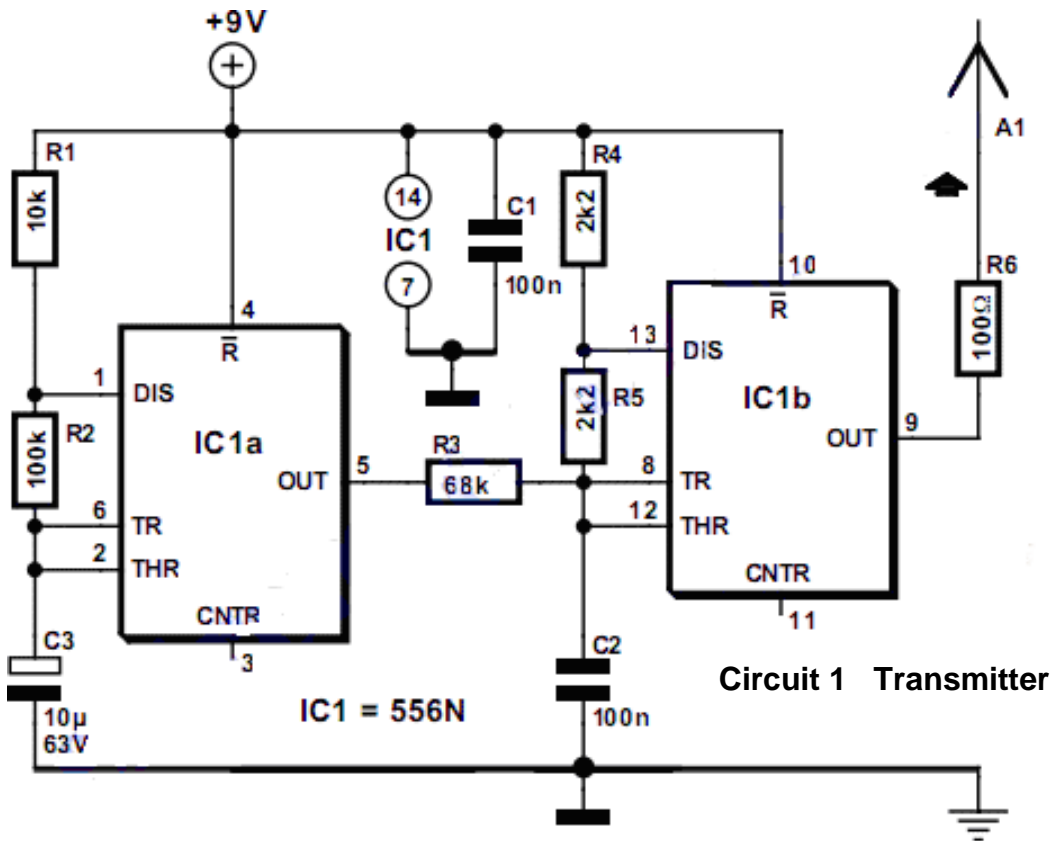 +9V
R1
10k
R4
2k2
A1
14
IC1
7
C1
100n
10
R
R6
100Ω
4
R
13
DIS
1
DIS
R2
100k
IC1a
R5
2k2
IC1b
9
OUT
OUT
5
R3
68k
8
TR
6
TR
12
THR
2
THR
CNTR
11
CNTR
3
C3
10µ
63V
C2
100n
IC1 = 556N
Circuit 1 Transmitter